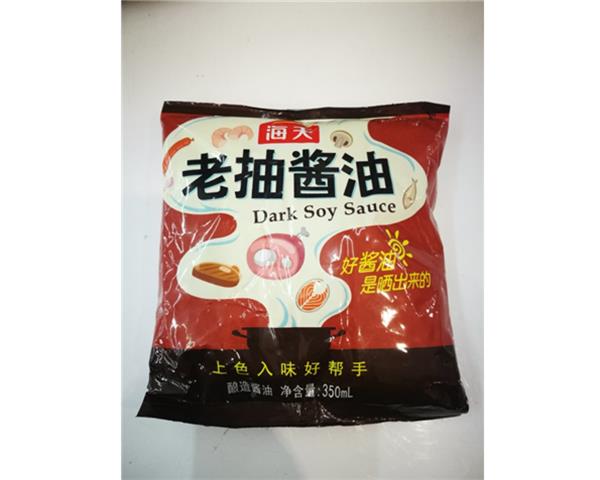 海天
老抽酱油
Dark Soy Sauce
好酱油
是晒出来的
上色入味好帮手
酿造酱油 净含量:350mL